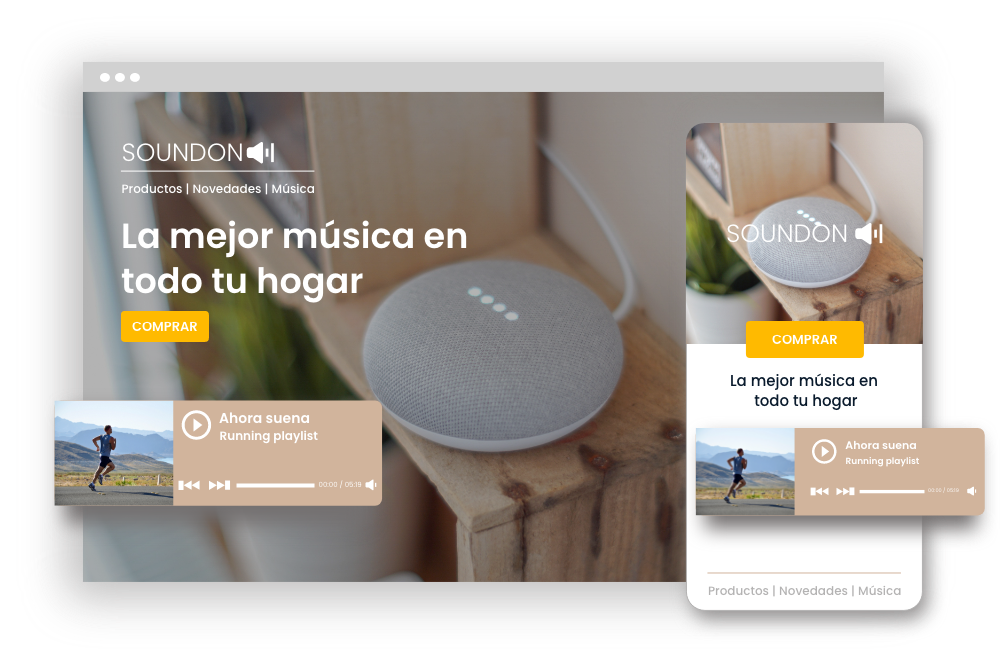 SOUNDON
Productos | Novedades | Música
La mejor música en
todo tu hogar
COMPRAR
Ahora suena
Running playlist
00:00 / 05:19
SOUNDON
COMPRAR
La mejor música en
todo tu hogar
Ahora suena
Running playlist
Productos | Novedades | Música